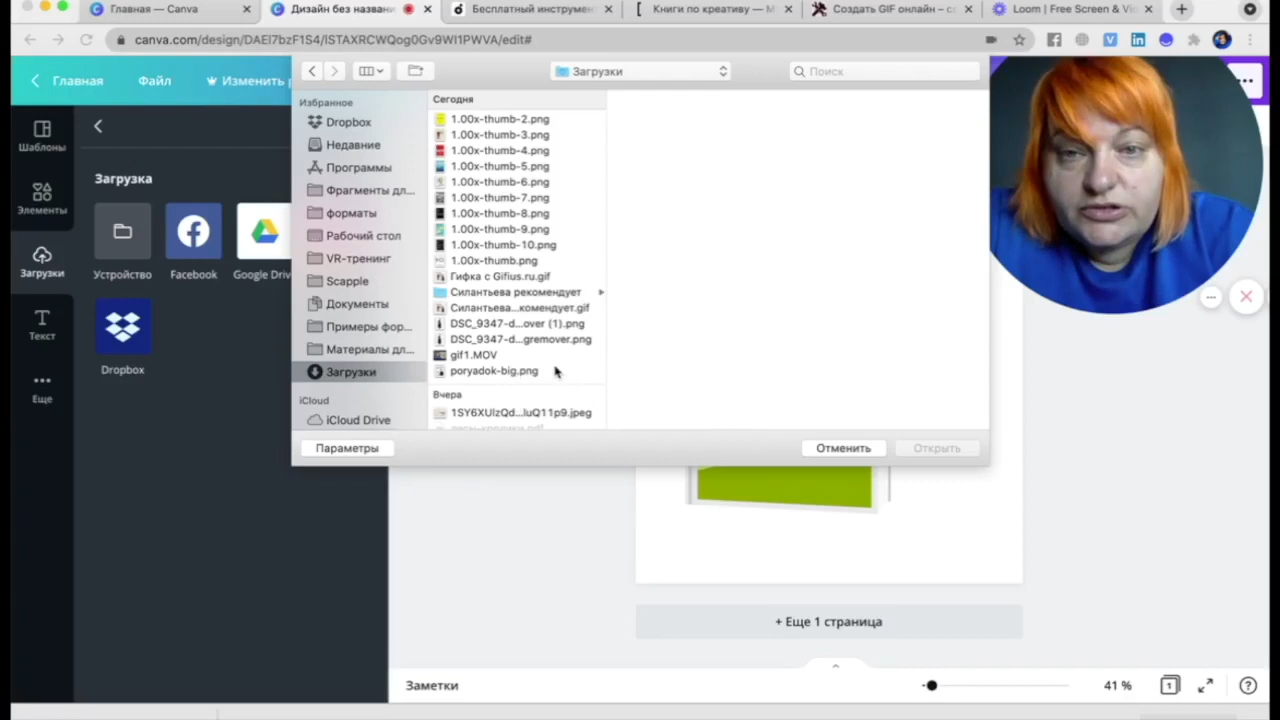 Главная — Canva
Дизайн без названи
Бесплатный инструмен
Книги по креативу — M
Создать GIF онлайн – с
Loom | Free Screen & Vi
canva.com/design/DAEl7bzF1S4/lSTAXRCWQog0Gv9WI1PWVA/edit#
Главная
Файл
Изменить р
Загрузки
Поиск
Шаблоны
Элементы
Загрузки
Текст
Еще
Загрузка
Устройство
Facebook
Google Driv
Dropbox
Избранное
Dropbox
Недавние
Программы
Фрагменты дл...
форматы
Рабочий стол
VR-тренинг
Scapple
Документы
Примеры фор...
Материалы дл...
Загрузки
iCloud
iCloud Drive
Сегодня
1.00x-thumb-2.png
1.00x-thumb-3.png
1.00x-thumb-4.png
1.00x-thumb-5.png
1.00x-thumb-6.png
1.00x-thumb-7.png
1.00x-thumb-8.png
1.00x-thumb-9.png
1.00x-thumb-10.png
1.00x-thumb.png
Гифка с Gifius.ru.gif
Силантьева рекомендует
Силантьева...комендует.gif
DSC_9347-d...over (1).png
DSC_9347-d...gremover.png
gif1.MOV
poryadok-big.png
Вчера
1SY6XUlzQd...luQ11p9.jpeg
Параметры
Отменить
Открыть
+ Еще 1 страница
Заметки
41 %
1